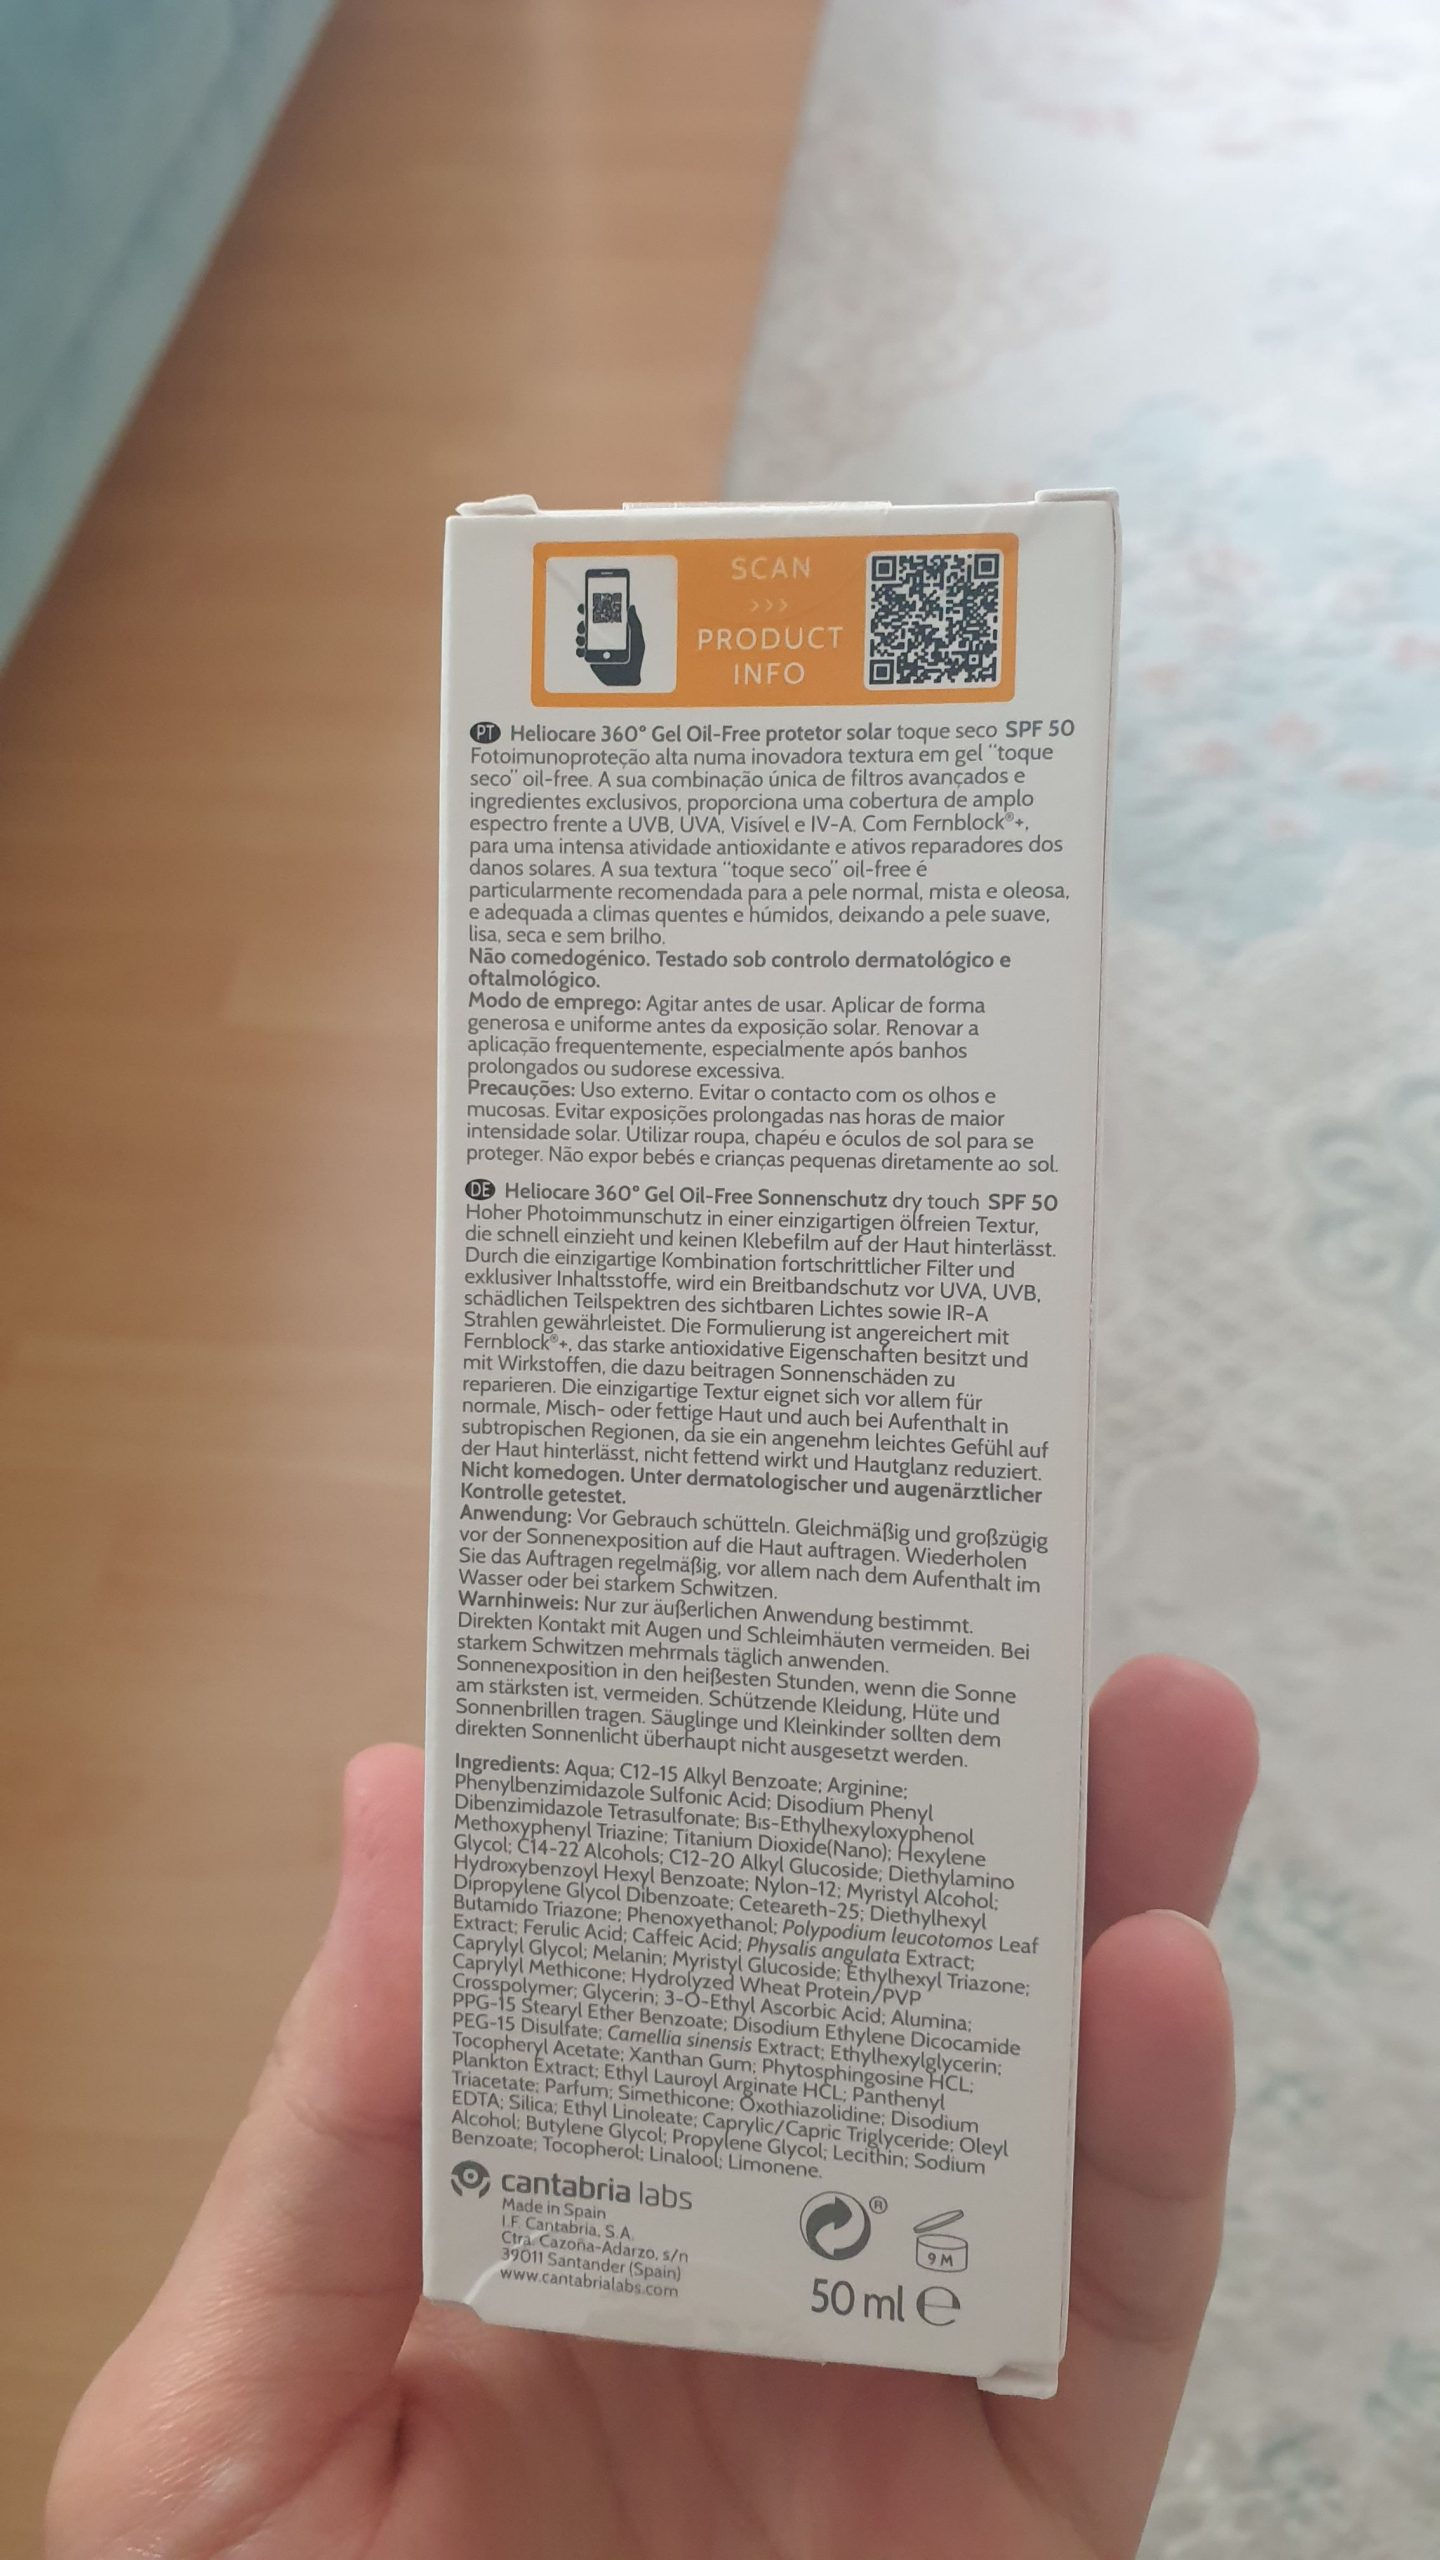 SCAN
>>>
PRODUCT
INFO
PT Heliocare 360° Gel Oil-Free protetor solar toque seco SPF 50
Fotoimunoproteção alta numa inovadora textura em gel "toque
seco" oil-free. A sua combinação única de filtros avançados e
ingredientes exclusivos, proporciona uma cobertura de amplo
espectro frente a UVB, UVA, Visível e IV-A. Com Fernblock®+,
para uma intensa atividade antioxidante e ativos reparadores dos
danos solares. A sua textura "toque seco" oil-free é
particularmente recomendada para a pele normal, mista e oleosa,
e adequada a climas quentes e húmidos, deixando a pele suave,
lisa, seca e sem brilho.
Não comedogénico. Testado sob controlo dermatológico e
oftalmológico.
Modo de emprego: Agitar antes de usar. Aplicar de forma
generosa e uniforme antes da exposição solar. Renovar a
aplicação frequentemente, especialmente após banhos
prolongados ou sudorese excessiva.
Precauções: Uso externo. Evitar o contacto com os olhos e
mucosas. Evitar exposições prolongadas nas horas de maior
intensidade solar. Utilizar roupa, chapéu e óculos de sol para se
proteger. Não expor bebés e crianças pequenas diretamente ao sol.
DE Heliocare 360° Gel Oil-Free Sonnenschutz dry touch SPF 50
Hoher Photoimmunschutz in einer einzigartigen ölfreien Textur,
die schnell einzieht und keinen Klebefilm auf der Haut hinterlässt.
Durch die einzigartige Kombination fortschrittlicher Filter und
exklusiver Inhaltsstoffe, wird ein Breitbandschutz vor UVA, UVB,
schädlichen Teilspektren des sichtbaren Lichtes sowie IR-A
Strahlen gewährleistet. Die Formulierung ist angereichert mit
Fernblock®+, das starke antioxidative Eigenschaften besitzt und
mit Wirkstoffen, die dazu beitragen Sonnenschäden zu
reparieren. Die einzigartige Textur eignet sich vor allem für
normale, Misch- oder fettige Haut und auch bei Aufenthalt in
subtropischen Regionen, da sie ein angenehm leichtes Gefühl auf
der Haut hinterlässt, nicht fettend wirkt und Hautglanz reduziert.
Nicht komedogen. Unter dermatologischer und augenärztlicher
Kontrolle getestet.
Anwendung: Vor Gebrauch schütteln. Gleichmäßig und großzügig
vor der Sonnenexposition auf die Haut auftragen. Wiederholen
Sie das Auftragen regelmäßig, vor allem nach dem Aufenthalt im
Wasser oder bei starkem Schwitzen.
Warnhinweis: Nur zur äußerlichen Anwendung bestimmt.
Direkten Kontakt mit Augen und Schleimhäuten vermeiden. Bei
starkem Schwitzen mehrmals täglich anwenden.
Sonnenexposition in den heißesten Stunden, wenn die Sonne
am stärksten ist, vermeiden. Schützende Kleidung, Hüte und
Sonnenbrillen tragen. Säuglinge und Kleinkinder sollten dem
direkten Sonnenlicht überhaupt nicht ausgesetzt werden.
Ingredients: Aqua; C12-15 Alkyl Benzoate; Arginine;
Phenylbenzimidazole Sulfonic Acid; Disodium Phenyl
Dibenzimidazole Tetrasulfonate; Bis-Ethylhexyloxyphenol
Methoxyphenyl Triazine; Titanium Dioxide(Nano); Hexylene
Glycol; C14-22 Alcohols; C12-20 Alkyl Glucoside; Diethylamino
Hydroxybenzoyl Hexyl Benzoate; Nylon-12; Myristyl Alcohol;
Dipropylene Glycol Dibenzoate; Ceteareth-25; Diethylhexyl
Butamido Triazone; Phenoxyethanol; Polypodium leucotomos Leaf
Extract; Ferulic Acid; Caffeic Acid; Physalis angulata Extract;
Caprylyl Glycol; Melanin; Myristyl Glucoside; Ethylhexyl Triazone;
Caprylyl Methicone; Hydrolyzed Wheat Protein/PVP
Crosspolymer; Glycerin; 3-O-Ethyl Ascorbic Acid; Alumina;
PPG-15 Stearyl Ether Benzoate; Disodium Ethylene Dicocamide
PEG-15 Disulfate; Camellia sinensis Extract; Ethylhexylglycerin;
Tocopheryl Acetate; Xanthan Gum; Phytosphingosine HCL;
Plankton Extract; Ethyl Lauroyl Arginate HCL; Panthenyl
Triacetate; Parfum; Simethicone; Oxothiazolidine; Disodium
EDTA; Silica; Ethyl Linoleate; Caprylic/Capric Triglyceride; Oleyl
Alcohol; Butylene Glycol; Propylene Glycol; Lecithin; Sodium
Benzoate; Tocopherol; Linalool; Limonene.
cantabria labs
Made in Spain
I.F. Cantabria, S.A.
Ctra. Cazoña-Adarzo, s/n
39011 Santander (Spain)
www.cantabrialabs.com
®
9 M
50 ml e